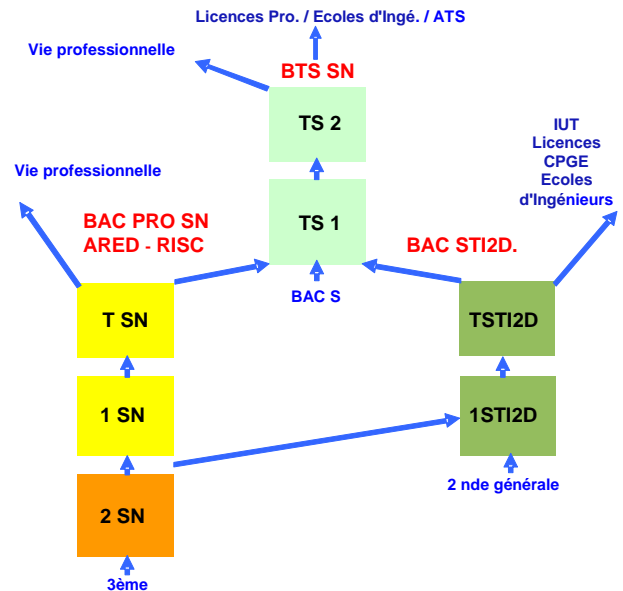 Licences Pro. / Ecoles d'Ingé. / ATS
Vie professionnelle
BTS SN
TS 2
IUT
Licences
CPGE
Ecoles
d'Ingénieurs
Vie professionnelle
BAC PRO SN
ARED - RISC
TS 1
BAC STI2D.
BAC S
T SN
TSTI2D
1 SN
1STI2D
2 nde générale
2 SN
3ème